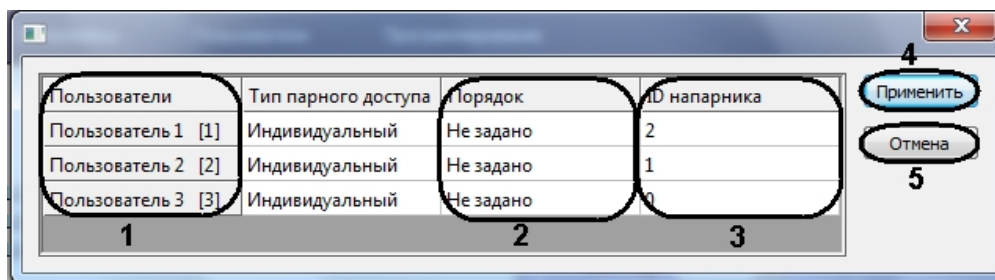 4
Пользователи Тип парного доступа Порядок ID напарника Применить
Пользователь 1 [1] Индивидуальный Не задано 2
Отмена
Пользователь 2 [2] Индивидуальный Не задано 1
5
Пользователь 3 [3] Индивидуальный Не задано 0
1 2 3